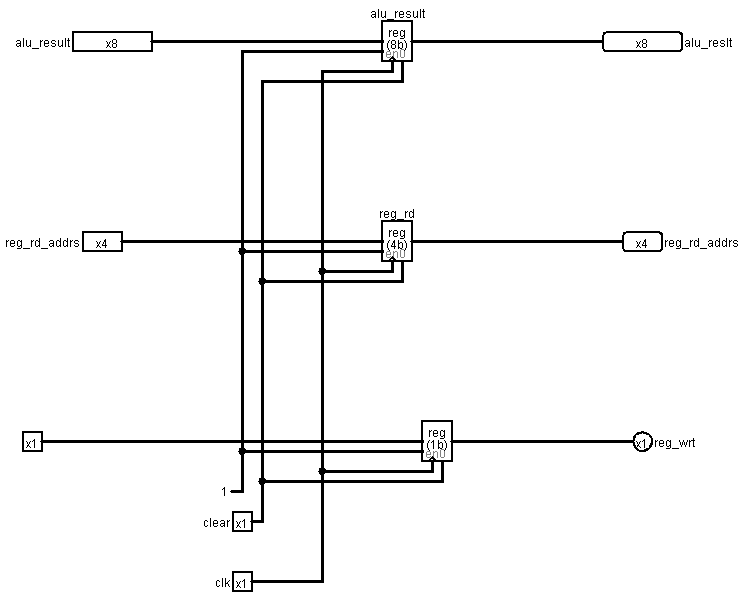 alu_result
alu_result x8 reg (8b) en0 x8 alu_reslt
reg_rd
reg_rd_addrs x4 reg (4b) en0 x4 reg_rd_addrs
x1 reg (1b) en0 x1 reg_wrt
1
clear x1
clk x1